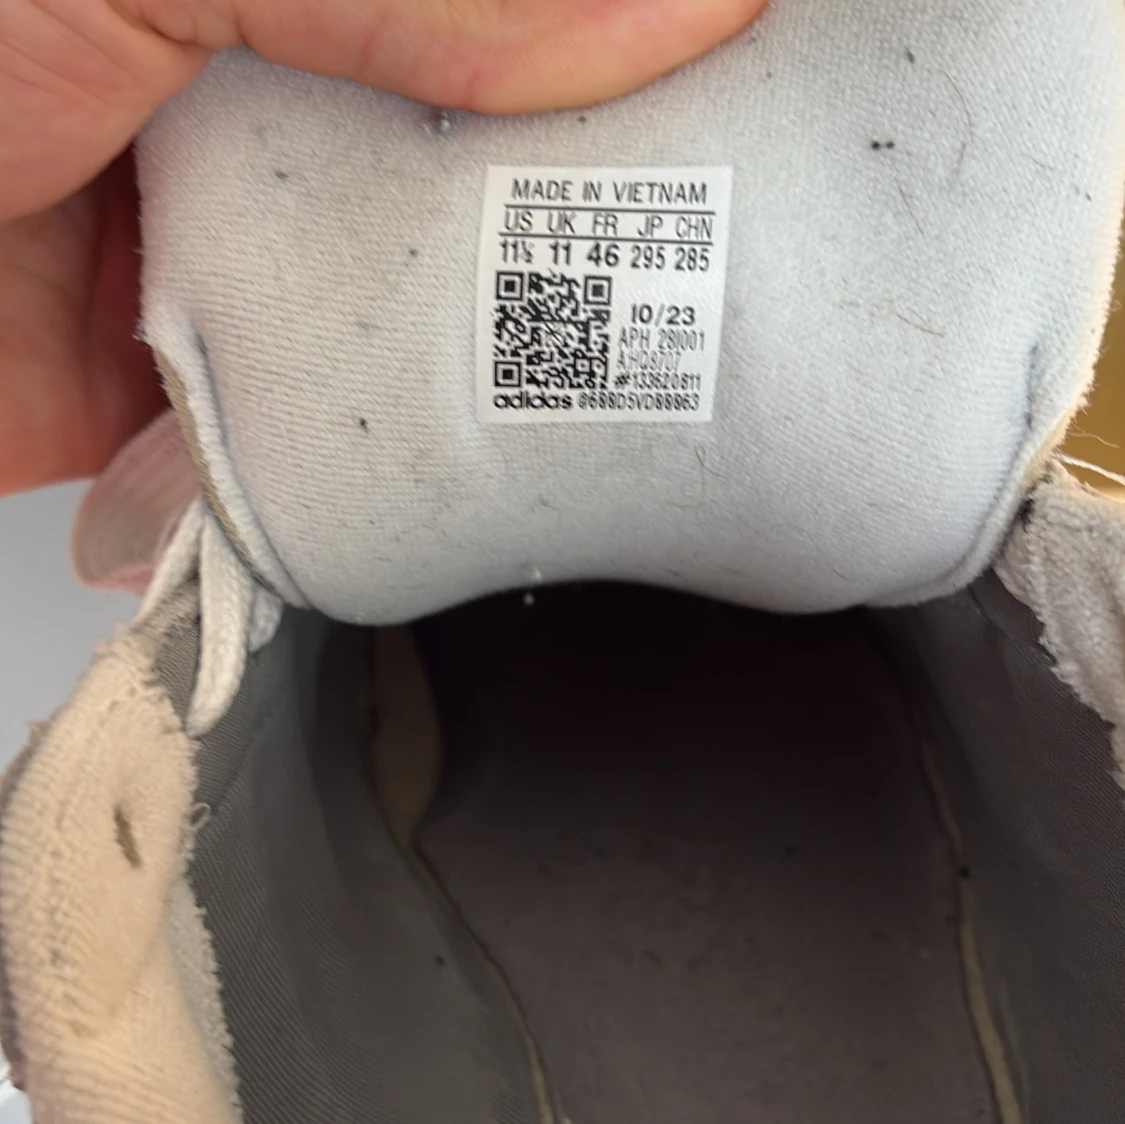 MADE IN VIETNAM
US UK FR JP CHN
11½ 11 46 295 285
10/23
APH 28I001
#133620811
adidas